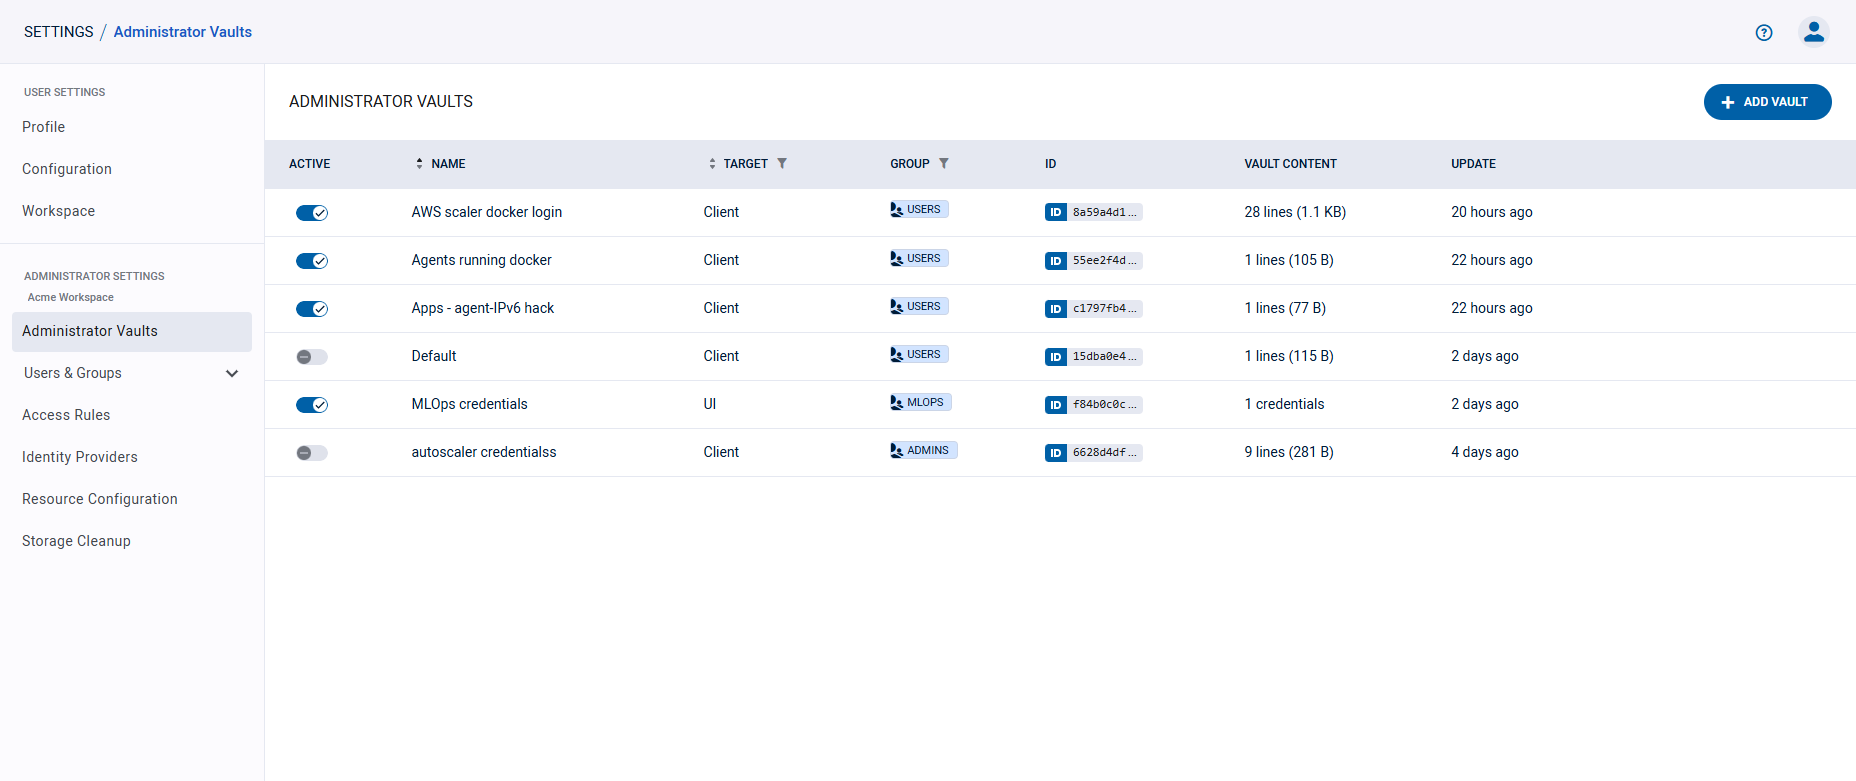 SETTINGS / Administrator Vaults
USER SETTINGS
Profile
Configuration
Workspace
ADMINISTRATOR SETTINGS
Acme Workspace
Administrator Vaults
Users & Groups
Access Rules
Identity Providers
Resource Configuration
Storage Cleanup
ADMINISTRATOR VAULTS
ADD VAULT
ACTIVE NAME TARGET GROUP ID VAULT CONTENT UPDATE
AWS scaler docker login Client USERS ID 8a59a4d1... 28 lines (1.1 KB) 20 hours ago
Agents running docker Client USERS ID 55ee2f4d... 1 lines (105 B) 22 hours ago
Apps - agent-IPv6 hack Client USERS ID c1797fb4... 1 lines (77 B) 22 hours ago
Default Client USERS ID 15dba0e4... 1 lines (115 B) 2 days ago
MLOps credentials UI MLOPS ID f84b0c0c... 1 credentials 2 days ago
autoscaler credentialss Client ADMINS ID 6628d4df... 9 lines (281 B) 4 days ago